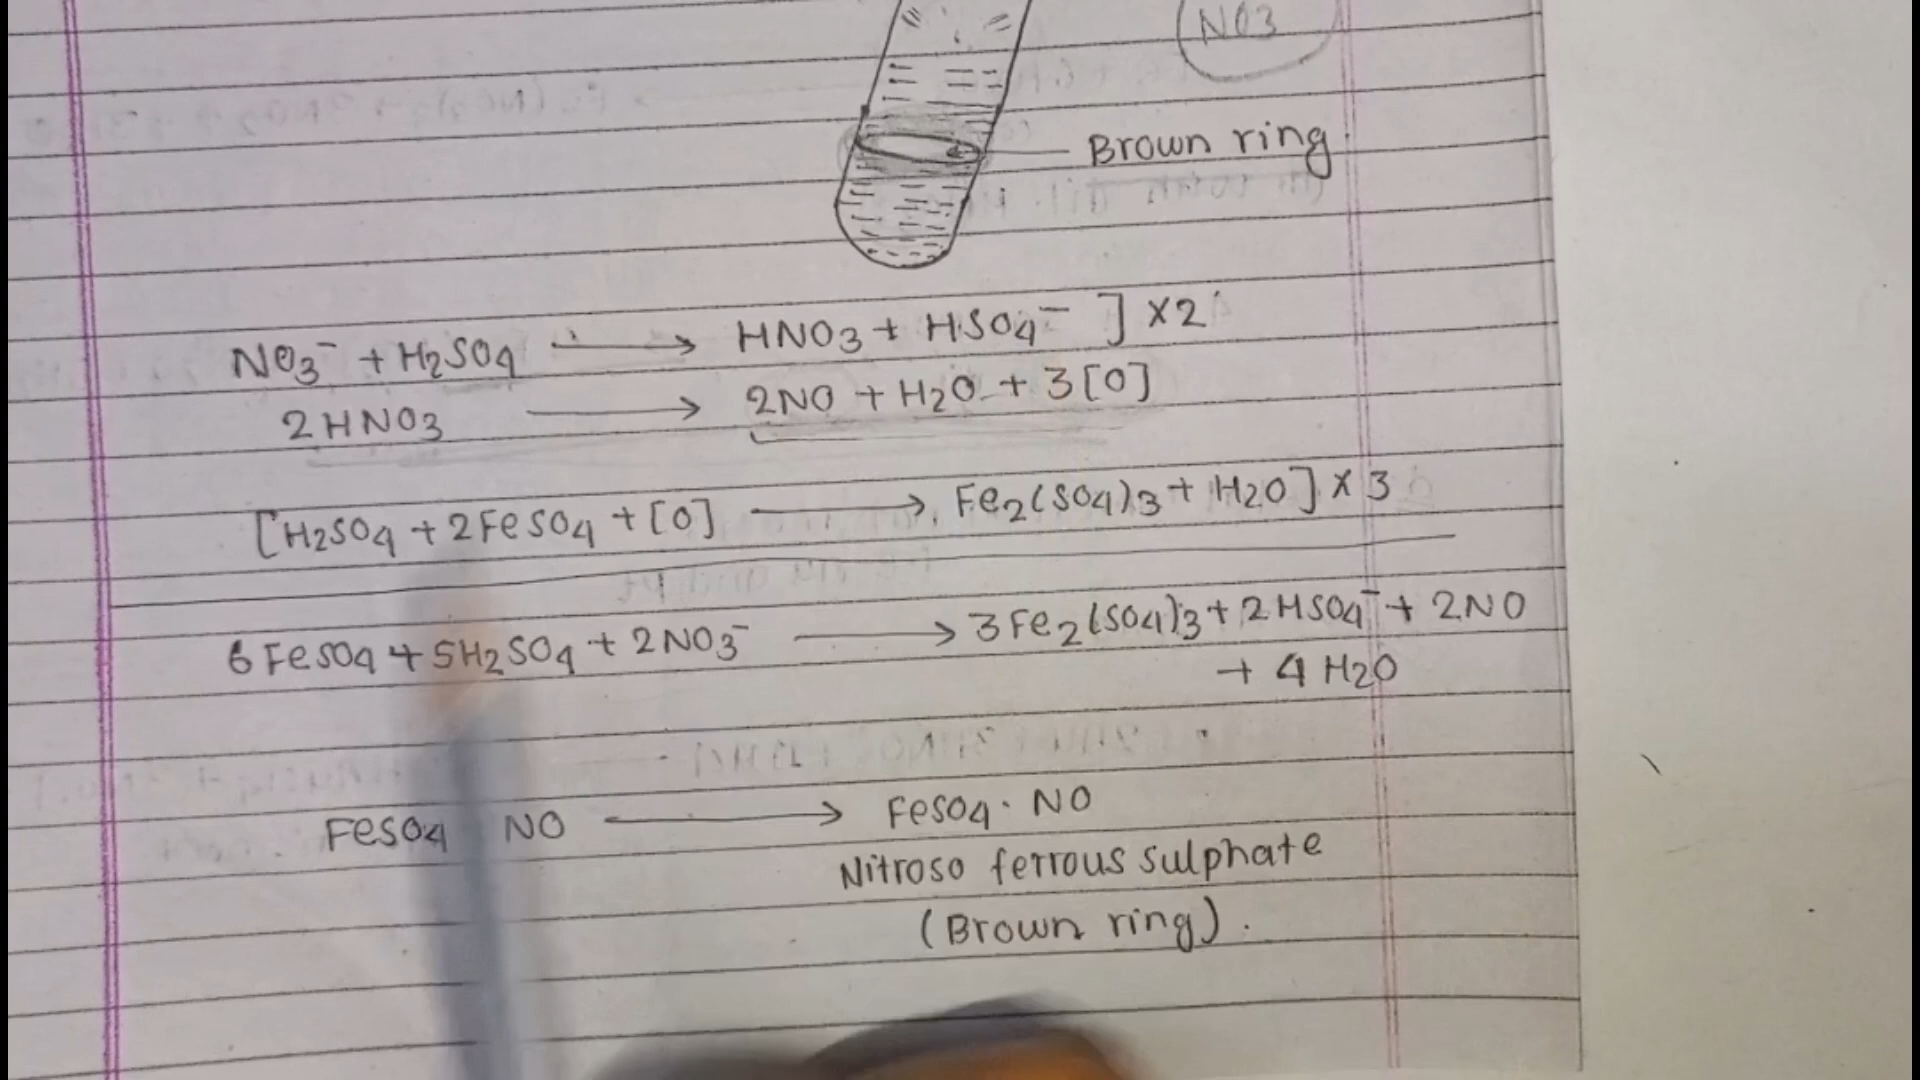 NO3
Brown ring
NO3⁻ + H2SO4 ⟶ HNO3 + HSO4⁻ ] ×2
2HNO3 ⟶ 2NO + H2O + 3[O]
[H2SO4 + 2FeSO4 + [O] ⟶ Fe2(SO4)3 + H2O] × 3
6FeSO4 + 5H2SO4 + 2NO3⁻ ⟶ 3Fe2(SO4)3 + 2HSO4⁻ + 2NO
+ 4H2O
FeSO4 NO ⟶ FeSO4 · NO
Nitroso ferrous sulphate
(Brown ring).